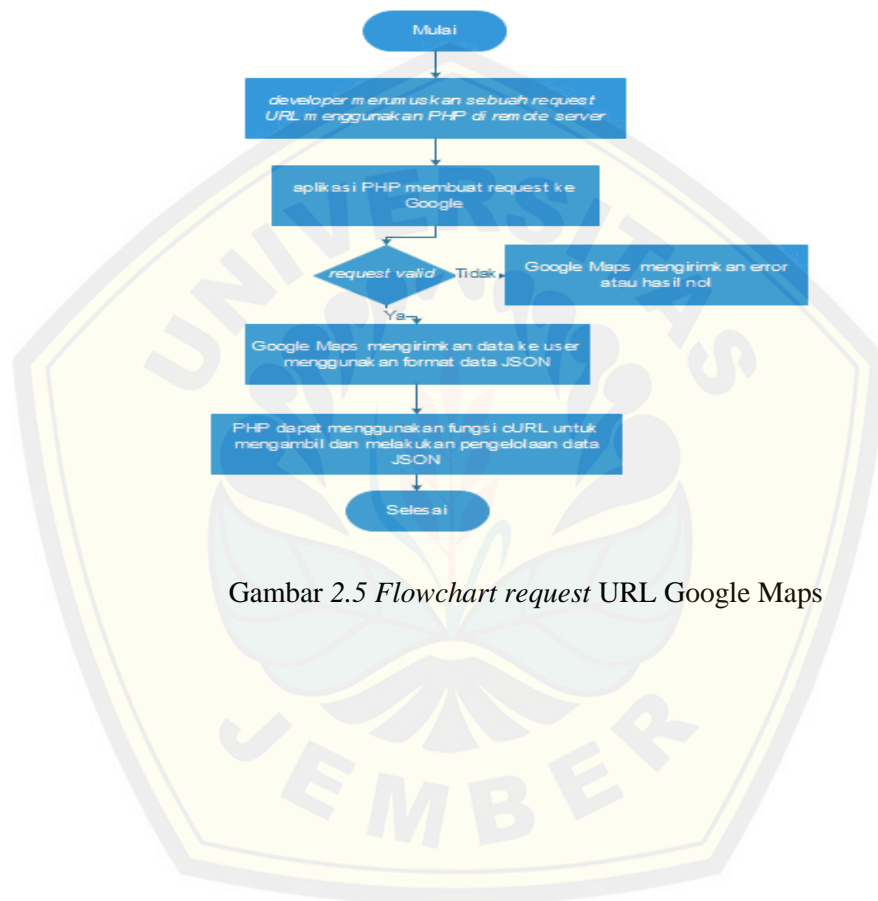 Mulai
developer merumuskan sebuah request
URL menggunakan PHP di remote server
aplikasi PHP membuat request ke
Google
request valid
Tidak
Google Maps mengirimkan error
atau hasil nol
Ya
Google Maps mengirimkan data ke user
menggunakan format data JSON
PHP dapat menggunakan fungsi cURL untuk
mengambil dan melakukan pengelolaan data
JSON
Selesai
Gambar 2.5 Flowchart request URL Google Maps
UNIVERSITAS
JEMBER